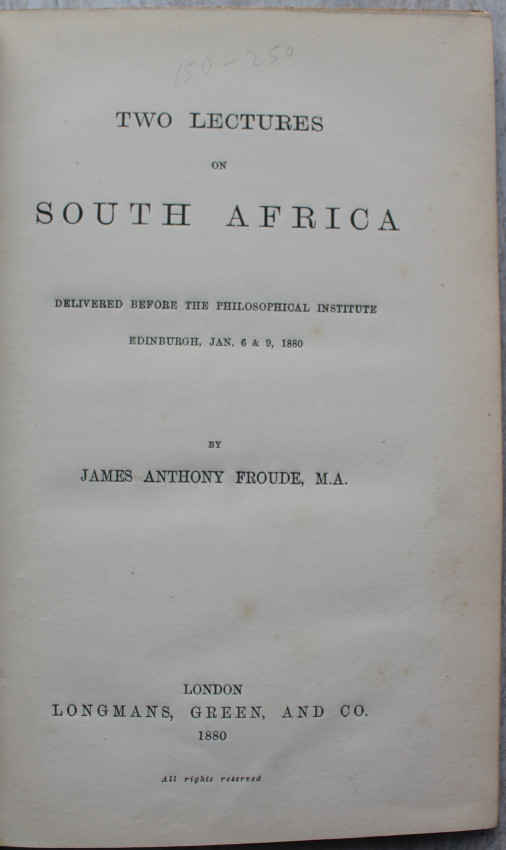 150-250
TWO LECTURES
ON
SOUTH AFRICA
DELIVERED BEFORE THE PHILOSOPHICAL INSTITUTE
EDINBURGH, JAN. 6 & 9, 1880
BY
JAMES ANTHONY FROUDE, M.A.
LONDON
LONGMANS, GREEN, AND CO.
1880
All rights reserved